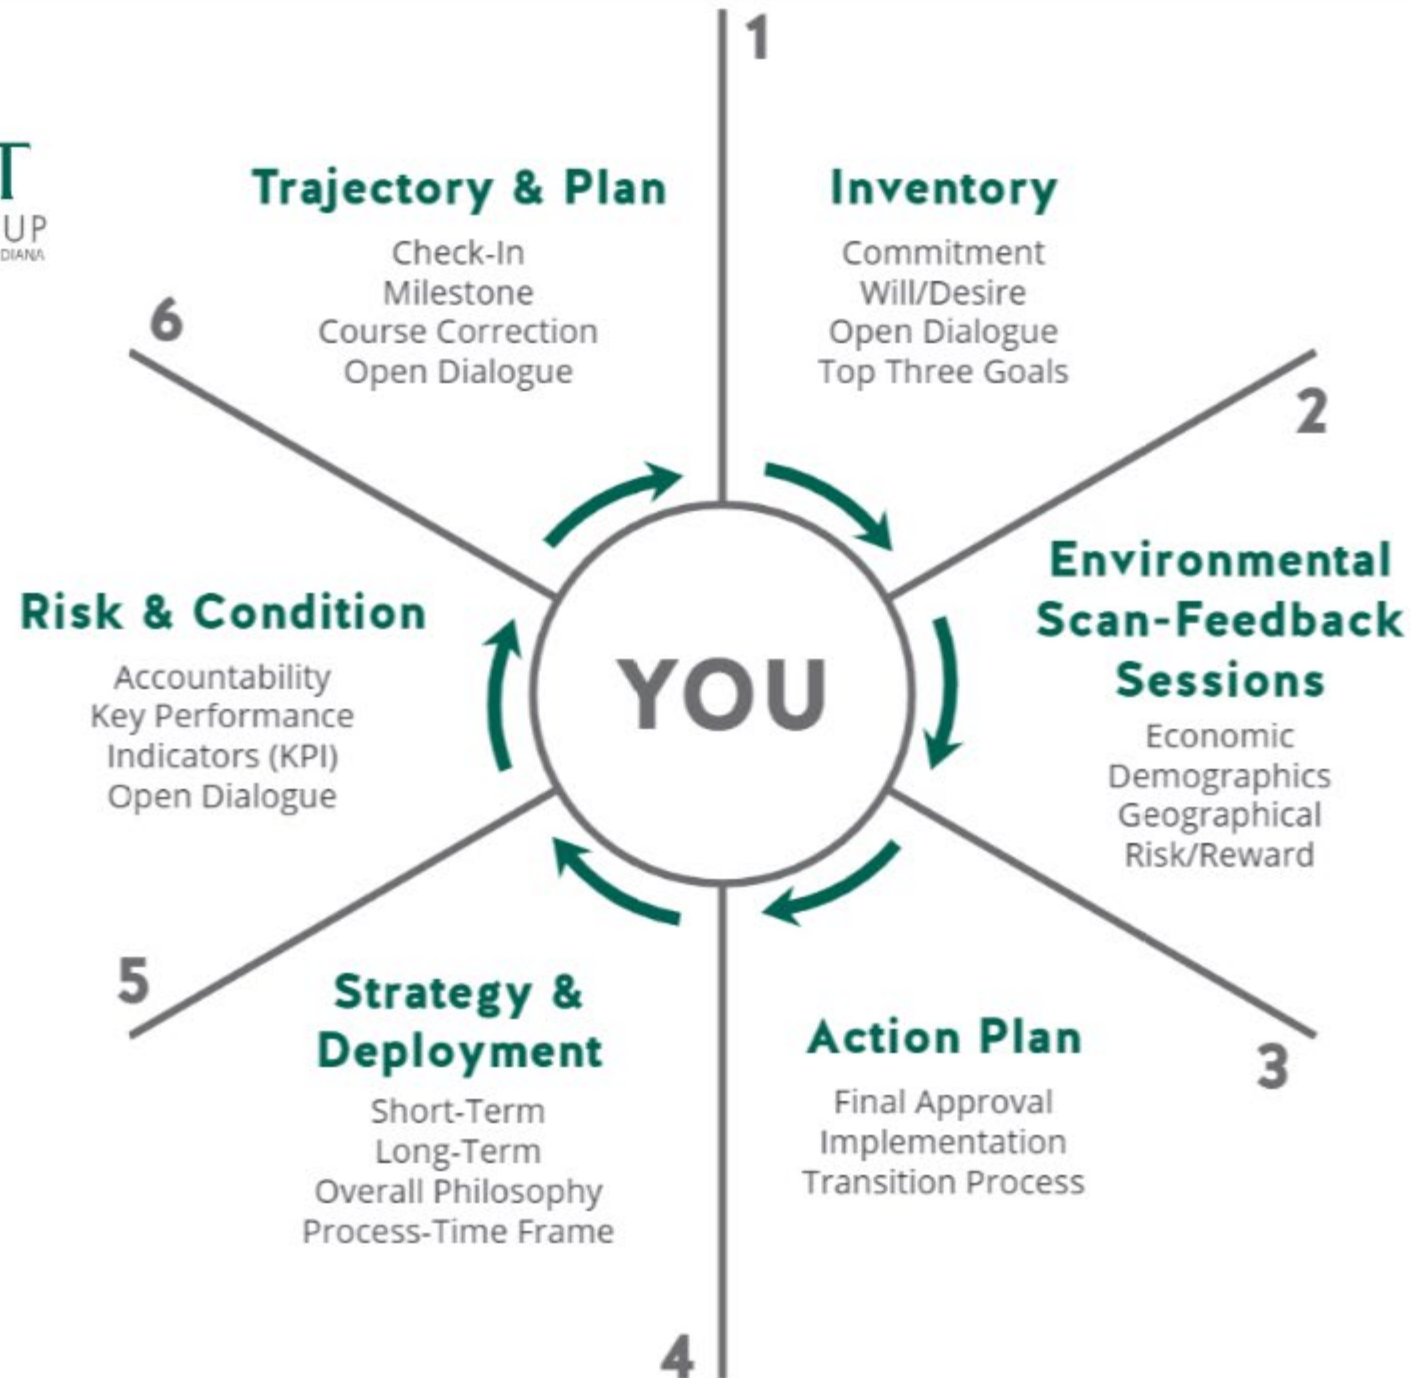 T
UP
DIANA
1
Inventory
Commitment
Will/Desire
Open Dialogue
Top Three Goals
2
Environmental
Scan-Feedback
Sessions
Economic
Demographics
Geographical
Risk/Reward
3
Action Plan
Final Approval
Implementation
Transition Process
4
Strategy &
Deployment
Short-Term
Long-Term
Overall Philosophy
Process-Time Frame
5
Risk & Condition
Accountability
Key Performance
Indicators (KPI)
Open Dialogue
6
Trajectory & Plan
Check-In
Milestone
Course Correction
Open Dialogue
YOU